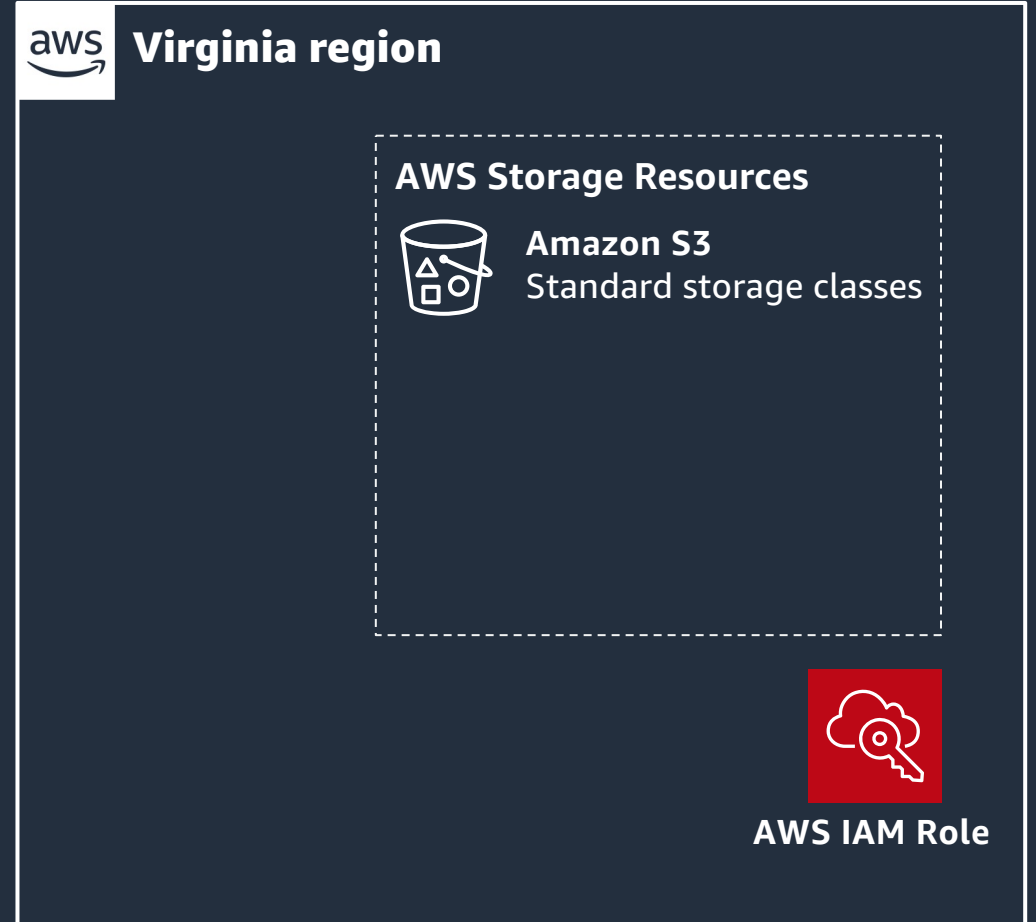 aws
Virginia region
AWS Storage Resources
Amazon S3
Standard storage classes
AWS IAM Role